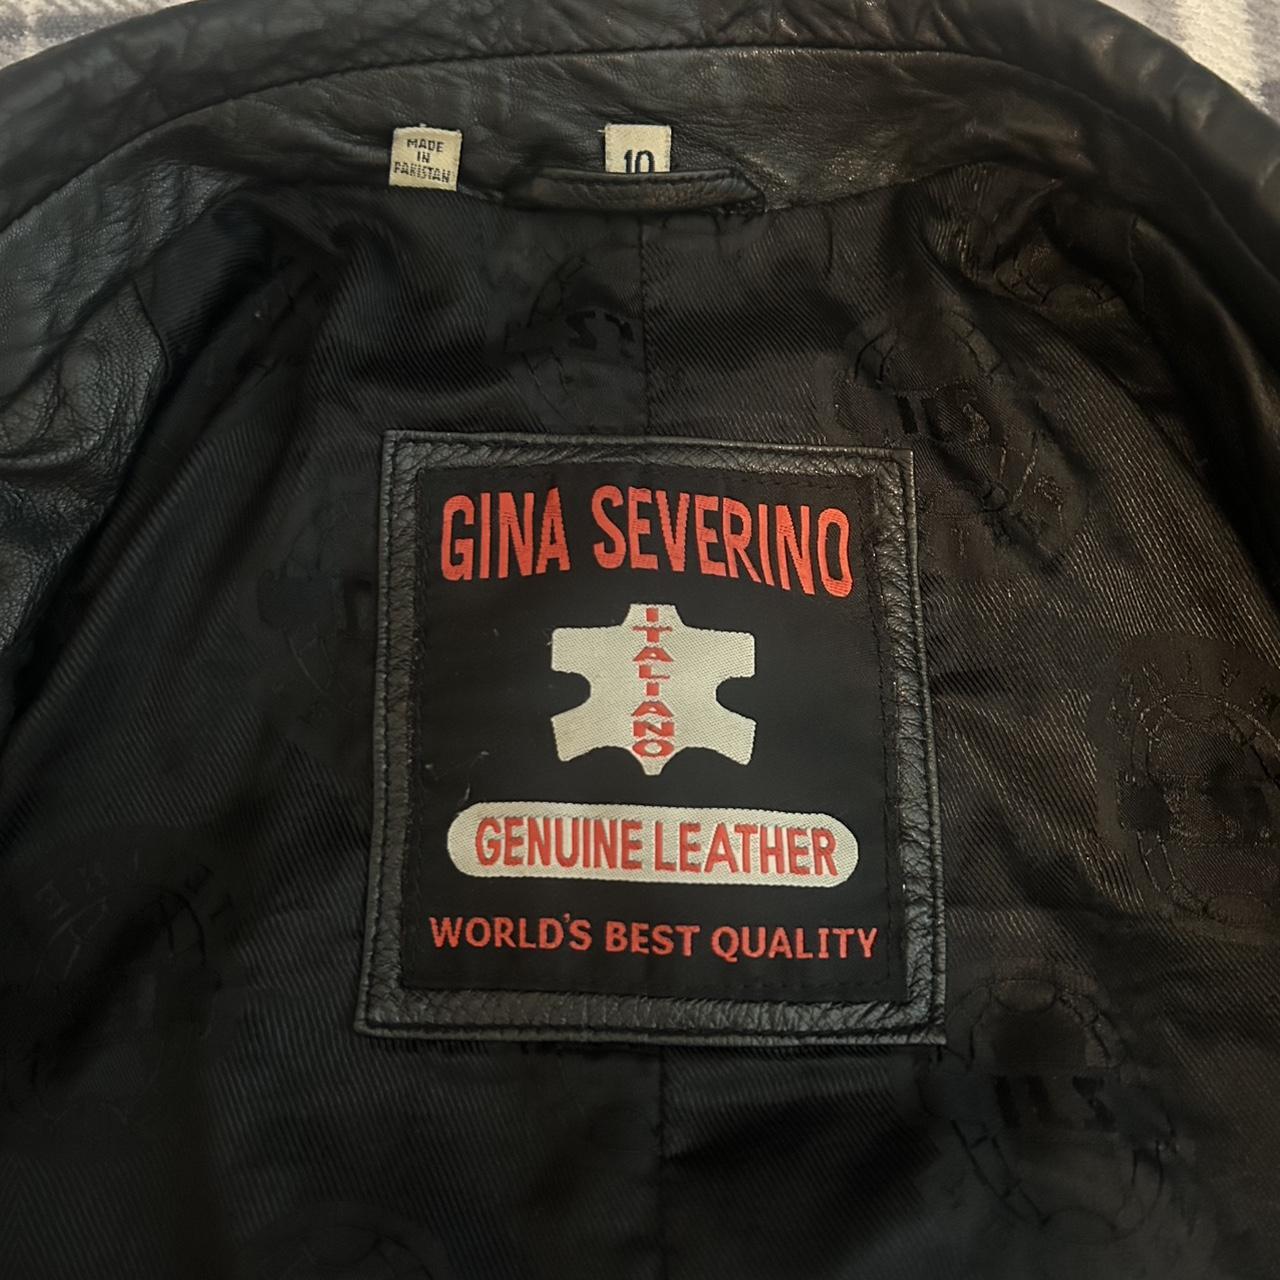 MADE
IN
PAKISTAN
10
GINA SEVERINO
ITALIANO
GENUINE LEATHER
WORLD'S BEST QUALITY